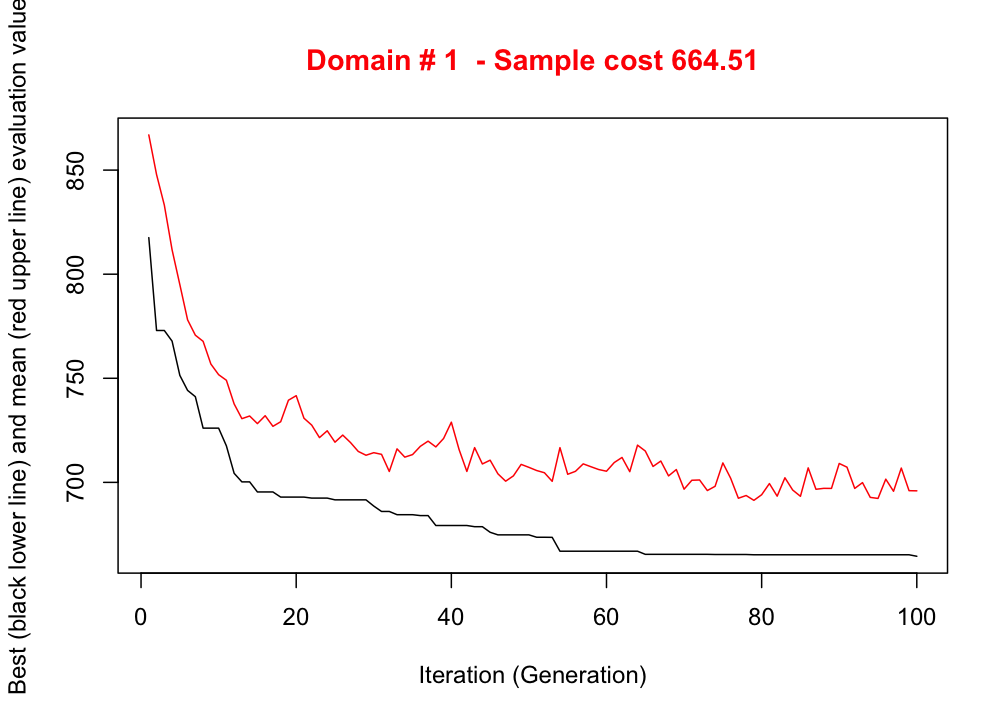 Domain # 1 - Sample cost 664.51
Best (black lower line) and mean (red upper line) evaluation value
850
800
750
700
0 20 40 60 80 100
Iteration (Generation)